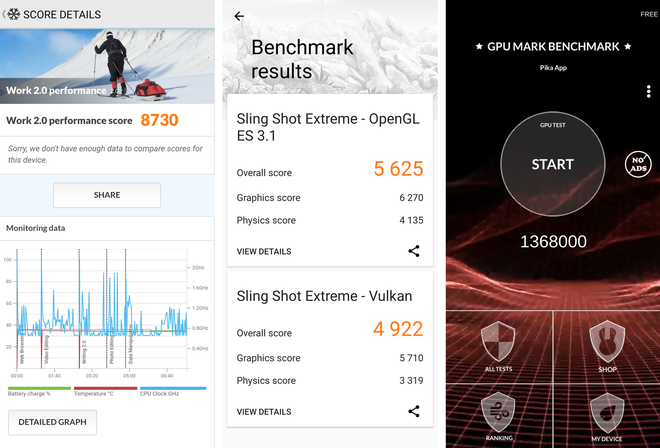 SCORE DETAILS
Work 2.0 performance
Work 2.0 performance score 8730
Sorry, we don't have enough data to compare scores for
this device.
SHARE
Monitoring data
100
80
60
40
20
2GHz
1.6GHz
1.2GHz
0.8GHz
0.4GHz
Web Browsing
Video Editing
Writing 2.0
Photo Editing
Data Manip
00:00
01:40
03:20
05:00
Battery charge %
Temperature °C
CPU Clock GHz
DETAILED GRAPH
Benchmark
results
Sling Shot Extreme - OpenGL
ES 3.1
Overall score 5 625
Graphics score 6 270
Physics score 4 135
VIEW DETAILS
Sling Shot Extreme - Vulkan
Overall score 4 922
Graphics score 5 710
Physics score 3 319
VIEW DETAILS
FREE
GPU MARK BENCHMARK
Pika App
GPU TEST
START
NO
ADS
1368000
ALL TESTS
SHOP
RANKING
MY DEVICE